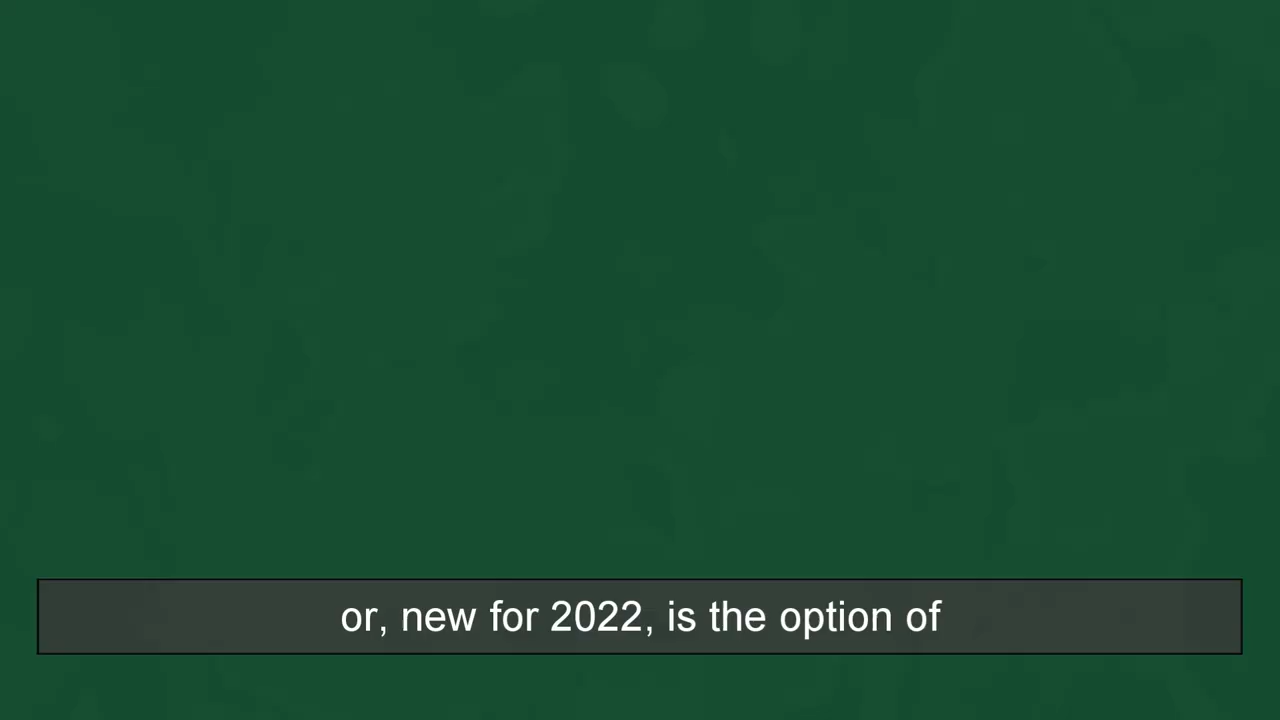 or, new for 2022, is the option of